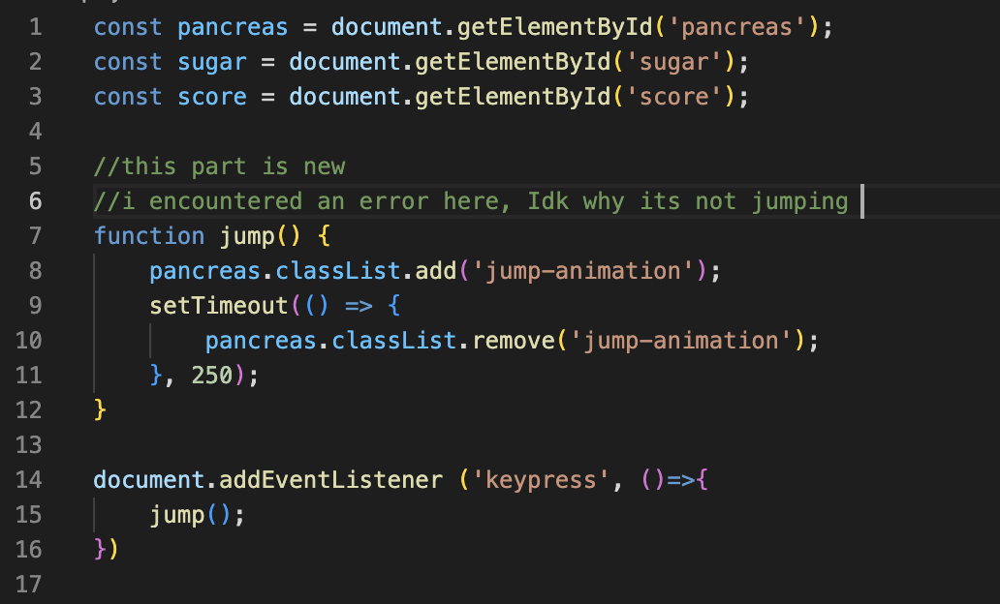 1 const pancreas = document.getElementById('pancreas');
2 const sugar = document.getElementById('sugar');
3 const score = document.getElementById('score');
4
5 //this part is new
6 //i encountered an error here, Idk why its not jumping
7 function jump() {
8     pancreas.classList.add('jump-animation');
9     setTimeout(() => {
10         pancreas.classList.remove('jump-animation');
11     }, 250);
12 }
13
14 document.addEventListener ('keypress', ()=>{
15     jump();
16 })
17